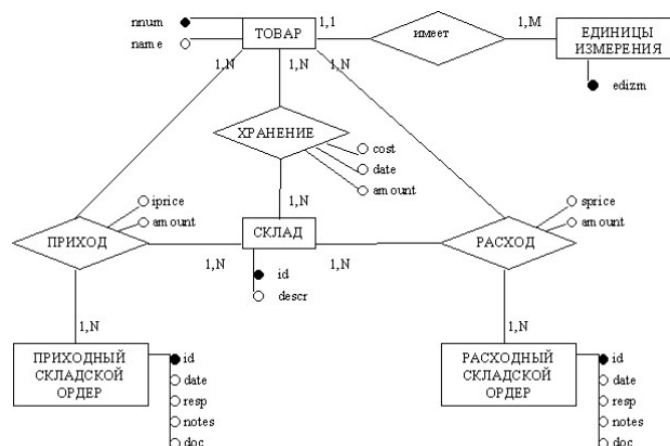 nnum
name
ТОВАР
1,1
имеет
1,M
ЕДИНИЦЫ
ИЗМЕРЕНИЯ
edizm
1,N
1,N
1,N
ХРАНЕНИЕ
cost
date
amount
iprice
amount
ПРИХОД
1,N
СКЛАД
sprice
amount
РАСХОД
1,N
1,N
id
descr
1,N
1,N
ПРИХОДНЫЙ
СКЛАДСКОЙ
ОРДЕР
id
date
resp
notes
doc
РАСХОДНЫЙ
СКЛАДСКОЙ
ОРДЕР
id
date
resp
notes
doc